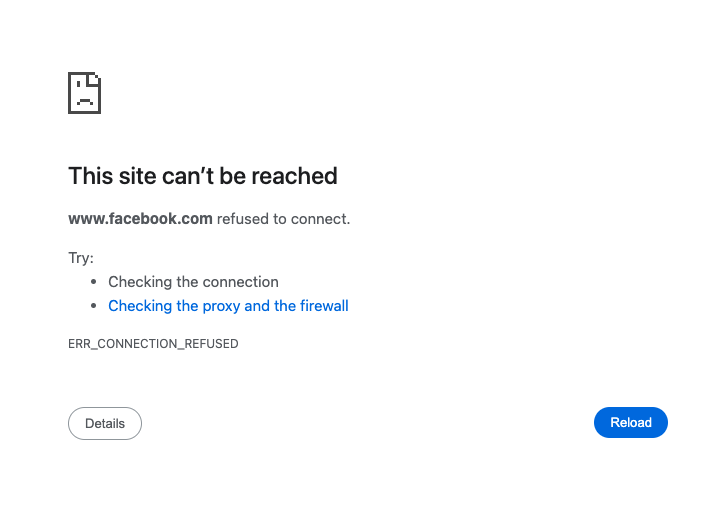 This site can’t be reached
www.facebook.com refused to connect.
Try:
• Checking the connection
• Checking the proxy and the firewall
ERR_CONNECTION_REFUSED
Details
Reload